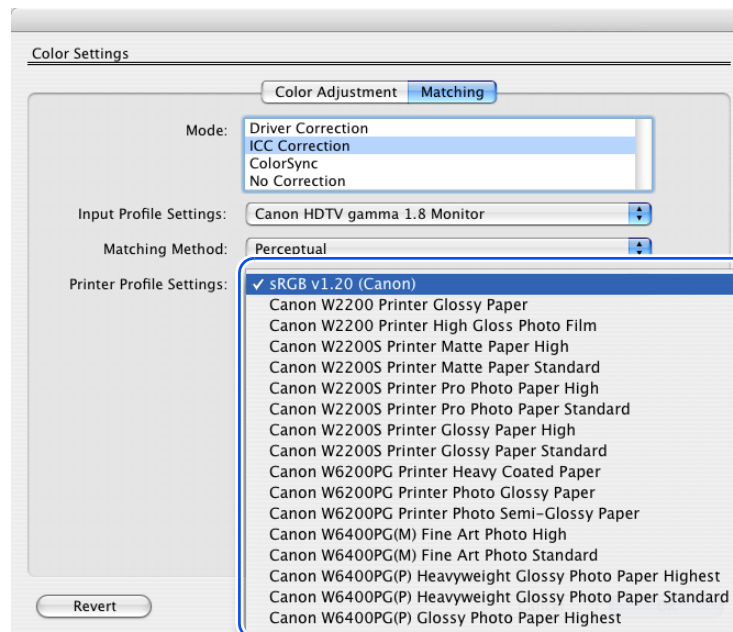 Color Settings
Color Adjustment Matching
Mode:
Driver Correction
ICC Correction
ColorSync
No Correction
Input Profile Settings: Canon HDTV gamma 1.8 Monitor
Matching Method: Perceptual
Printer Profile Settings: ✓ sRGB v1.20 (Canon)
Canon W2200 Printer Glossy Paper
Canon W2200 Printer High Gloss Photo Film
Canon W2200S Printer Matte Paper High
Canon W2200S Printer Matte Paper Standard
Canon W2200S Printer Pro Photo Paper High
Canon W2200S Printer Pro Photo Paper Standard
Canon W2200S Printer Glossy Paper High
Canon W2200S Printer Glossy Paper Standard
Canon W6200PG Printer Heavy Coated Paper
Canon W6200PG Printer Photo Glossy Paper
Canon W6200PG Printer Photo Semi-Glossy Paper
Canon W6400PG(M) Fine Art Photo High
Canon W6400PG(M) Fine Art Photo Standard
Canon W6400PG(P) Heavyweight Glossy Photo Paper Highest
Canon W6400PG(P) Heavyweight Glossy Photo Paper Standard
Canon W6400PG(P) Glossy Photo Paper Highest
Revert